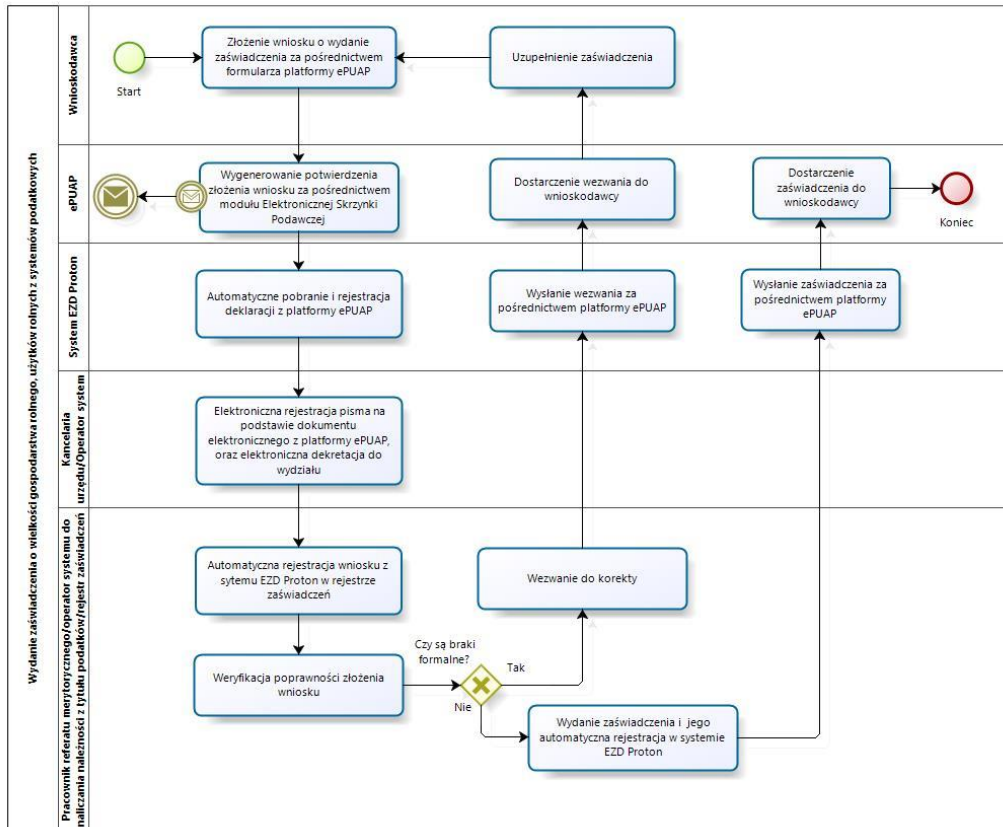 Wydanie zaświadczenia o wielkości gospodarstwa rolnego, użytków rolnych z systemów podatkowych
Wnioskodawca
Start
Złożenie wniosku o wydanie
zaświadczenia za pośrednictwem
formularza platformy ePUAP
Uzupełnienie zaświadczenia
ePUAP
Wygenerowanie potwierdzenia
złożenia wniosku za pośrednictwem
modułu Elektronicznej Skrzynki
Podawczej
Dostarczenie wezwania do
wnioskodawcy
Dostarczenie
zaświadczenia do
wnioskodawcy
Koniec
System EZD Proton
Automatyczne pobranie i rejestracja
deklaracji z platformy ePUAP
Wysłanie wezwania za
pośrednictwem platformy ePUAP
Wysłanie zaświadczenia za
pośrednictwem platformy
ePUAP
Kancelaria
urzędu/Operator system
Elektroniczna rejestracja pisma na
podstawie dokumentu
elektronicznego z platformy ePUAP,
oraz elektroniczna dekretacja do
wydziału
Pracownik referatu merytorycznego/operator systemu do
naliczania należności z tytułu podatków/rejestr zaświadczeń
Automatyczna rejestracja wniosku z
sytemu EZD Proton w rejestrze
zaświadczeń
Wezwanie do korekty
Weryfikacja poprawności złożenia
wniosku
Czy są braki
formalne?
Tak
Nie
Wydanie zaświadczenia i jego
automatyczna rejestracja w systemie
EZD Proton